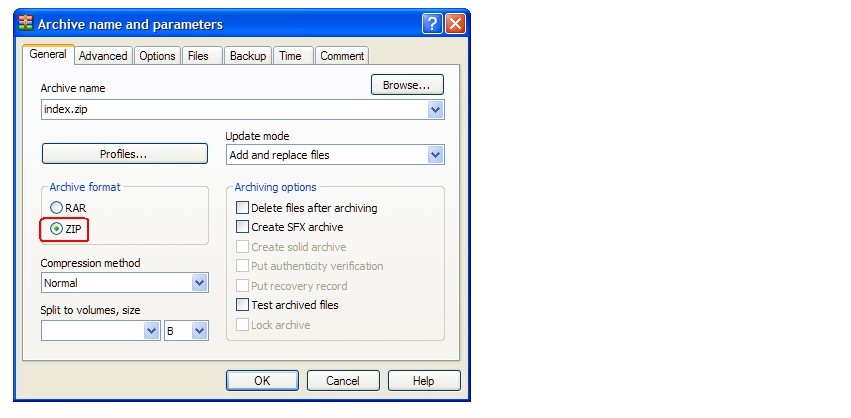 Archive name and parameters
General Advanced Options Files Backup Time Comment
Archive name
Browse...
index.zip
Update mode
Profiles...
Add and replace files
Archive format
RAR
ZIP
Compression method
Normal
Split to volumes, size
B
Archiving options
Delete files after archiving
Create SFX archive
Create solid archive
Put authenticity verification
Put recovery record
Test archived files
Lock archive
OK Cancel Help